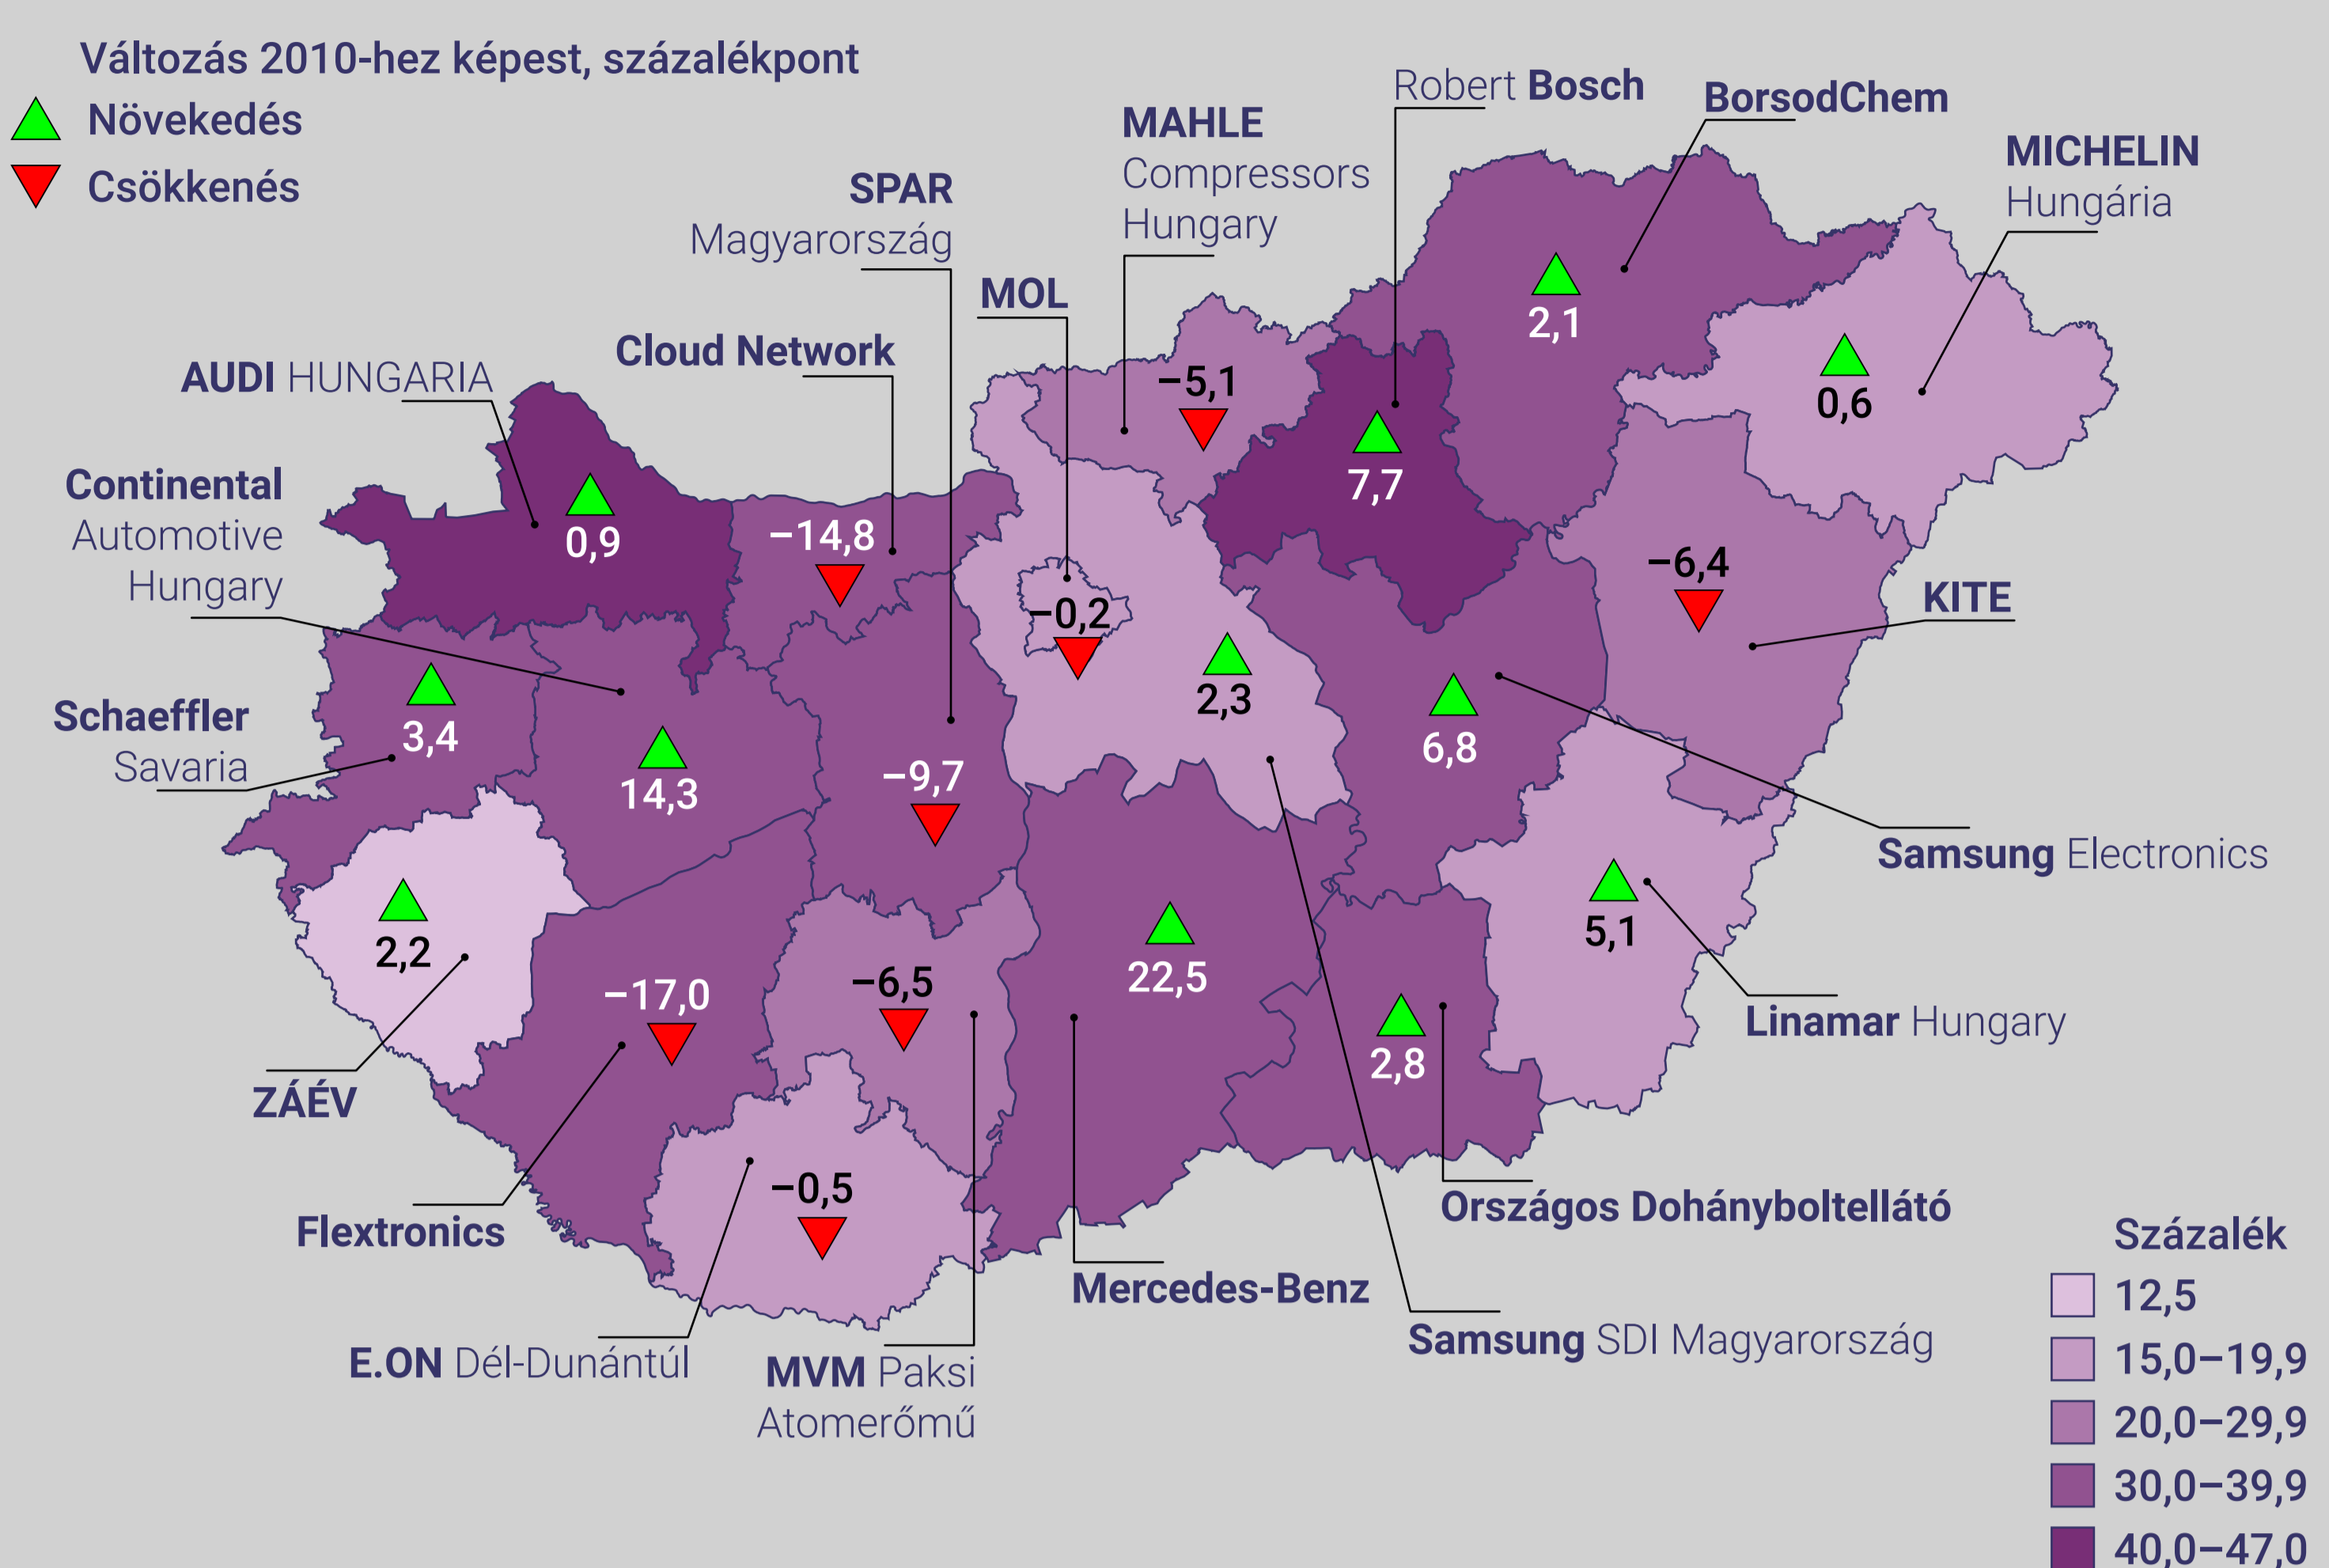 Változás 2010-hez képest, százalékpont
Növekedés
Csökkenés
Robert Bosch
BorsodChem
MAHLE
Compressors
Hungary
MICHELIN
Hungária
SPAR
Magyarország
MOL
Cloud Network
AUDI HUNGARIA
Continental
Automotive
Hungary
Schaeffler
Savaria
KITE
Samsung Electronics
Linamar Hungary
ZÁÉV
Flextronics
E.ON Dél-Dunántúl
MVM Paksi
Atomerőmű
Mercedes-Benz
Országos Dohányboltellátó
Samsung SDI Magyarország
2,1
0,6
−5,1
7,7
0,9
−14,8
−6,4
−0,2
2,3
3,4
6,8
14,3
−9,7
5,1
2,2
−17,0
−6,5
22,5
2,8
−0,5
Százalék
12,5
15,0−19,9
20,0−29,9
30,0−39,9
40,0−47,0